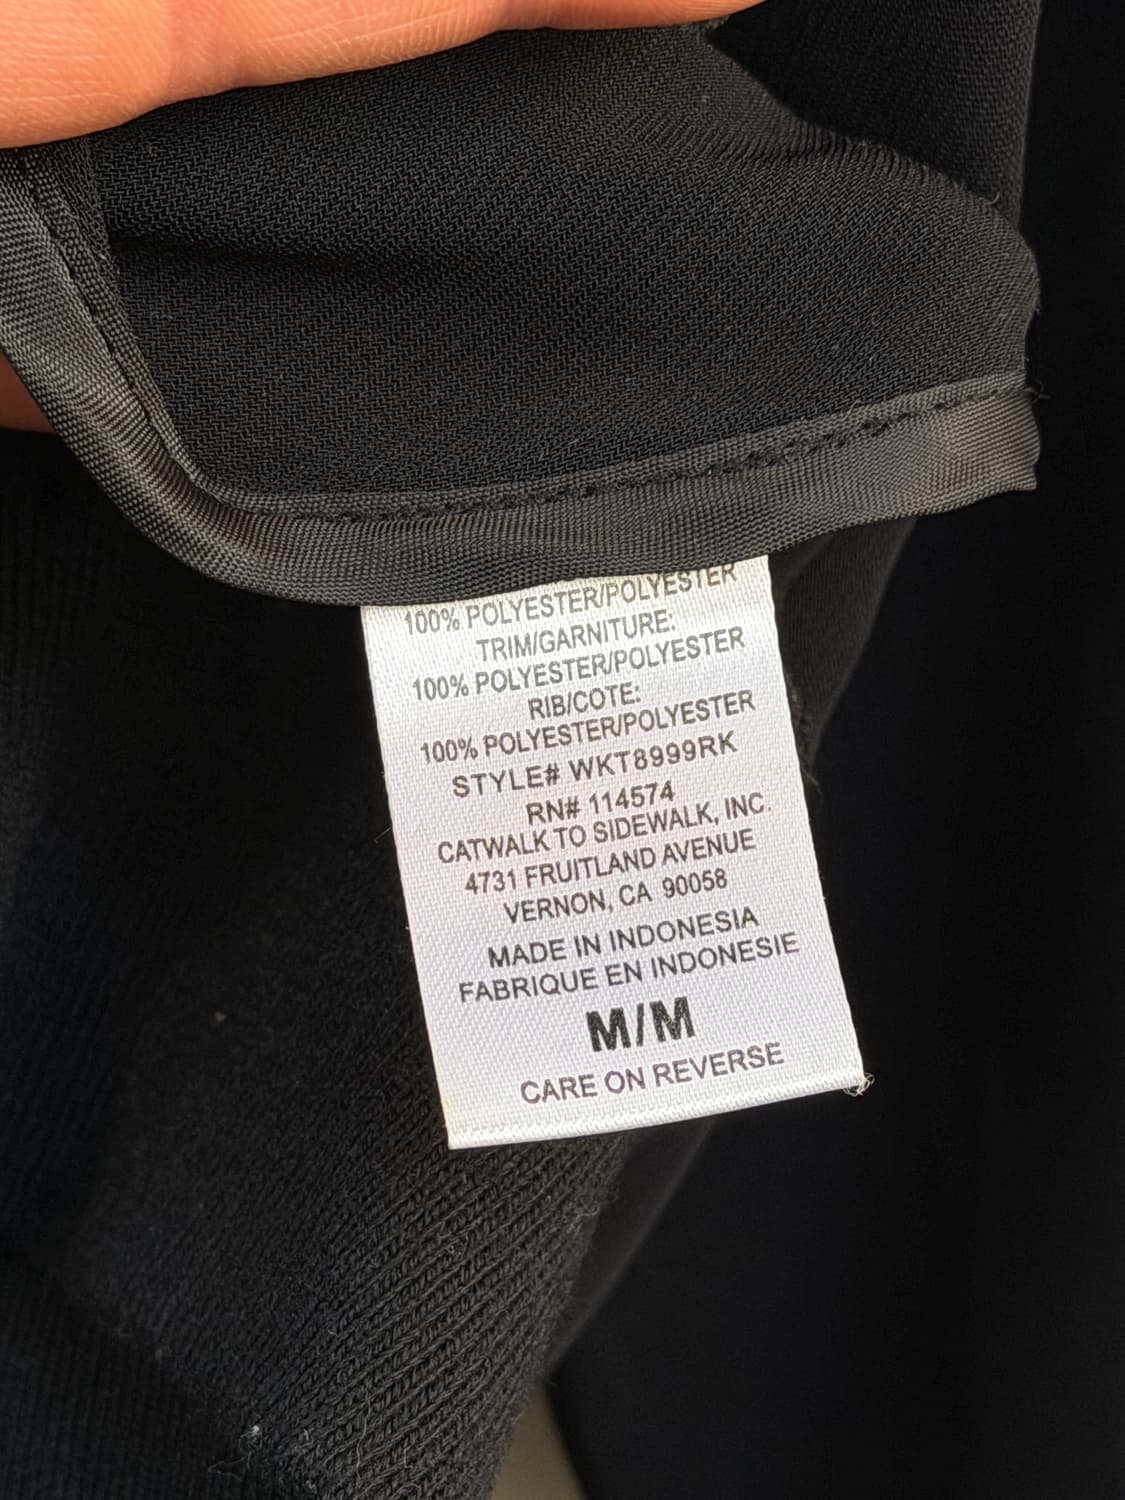 100% POLYESTER/POLYESTER
TRIM/GARNITURE:
100% POLYESTER/POLYESTER
RIB/COTE:
100% POLYESTER/POLYESTER
STYLE# WKT8999RK
RN# 114574
CATWALK TO SIDEWALK, INC.
4731 FRUITLAND AVENUE
VERNON, CA 90058
MADE IN INDONESIA
FABRIQUE EN INDONESIE
M/M
CARE ON REVERSE